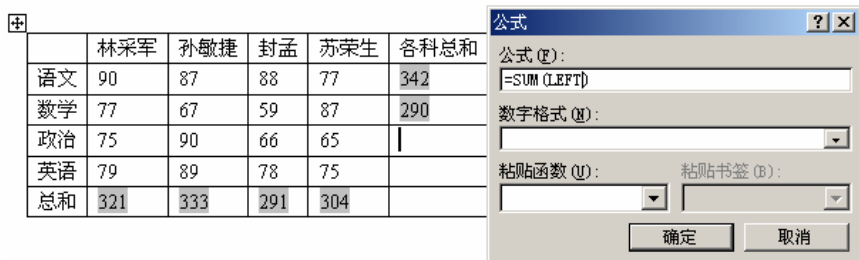 林采军 孙敏捷 封孟 苏荣生 各科总和
语文 90 87 88 77 342
数学 77 67 59 87 290
政治 75 90 66 65
英语 79 89 78 75
总和 321 333 291 304
公式
公式(F):
=SUM(LEFT)
数字格式(N):
粘贴函数(U): 粘贴书签(B):
确定 取消